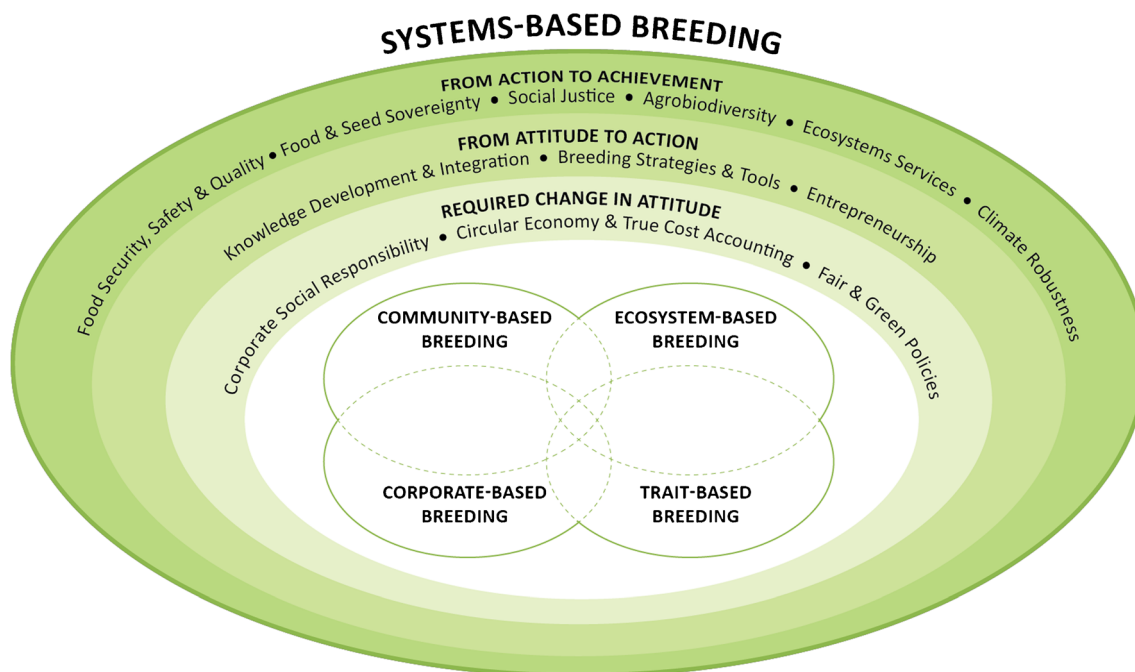 SYSTEMS-BASED BREEDING
FROM ACTION TO ACHIEVEMENT
Food Security, Safety & Quality • Food & Seed Sovereignty • Social Justice • Agrobiodiversity • Ecosystems Services • Climate Robustness
FROM ATTITUDE TO ACTION
Knowledge Development & Integration • Breeding Strategies & Tools • Entrepreneurship
REQUIRED CHANGE IN ATTITUDE
Corporate Social Responsibility • Circular Economy & True Cost Accounting • Fair & Green Policies
COMMUNITY-BASED
BREEDING
ECOSYSTEM-BASED
BREEDING
CORPORATE-BASED
BREEDING
TRAIT-BASED
BREEDING